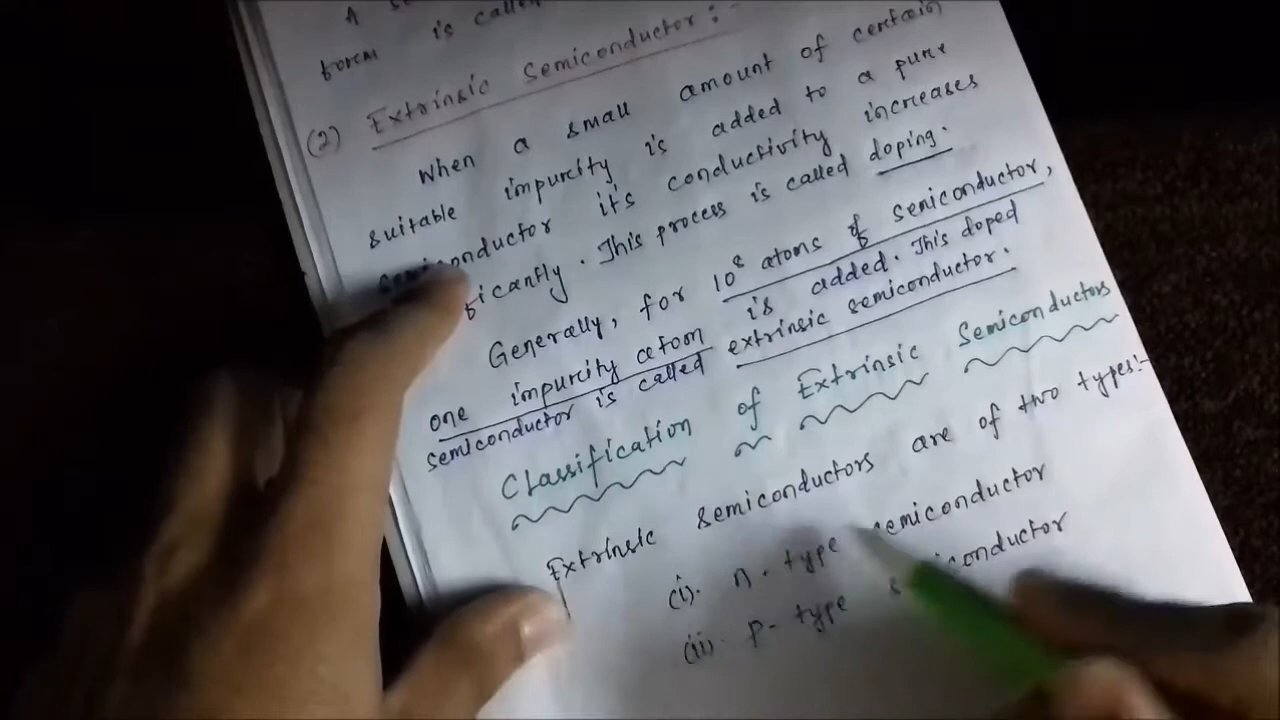 A
form is called
(2) Extrinsic Semiconductor :-
When a small amount of certain
suitable impurity is added to a pure
semiconductor it's conductivity increases
ficantly. This process is called doping.
Generally, for 10⁸ atoms of semiconductor,
one impurity atom is added. This doped
semiconductor is called extrinsic semiconductor.
Classification of Extrinsic Semiconductors
Extrinsic semiconductors are of two types:-
(i). n-type semiconductor
(ii). p-type semiconductor